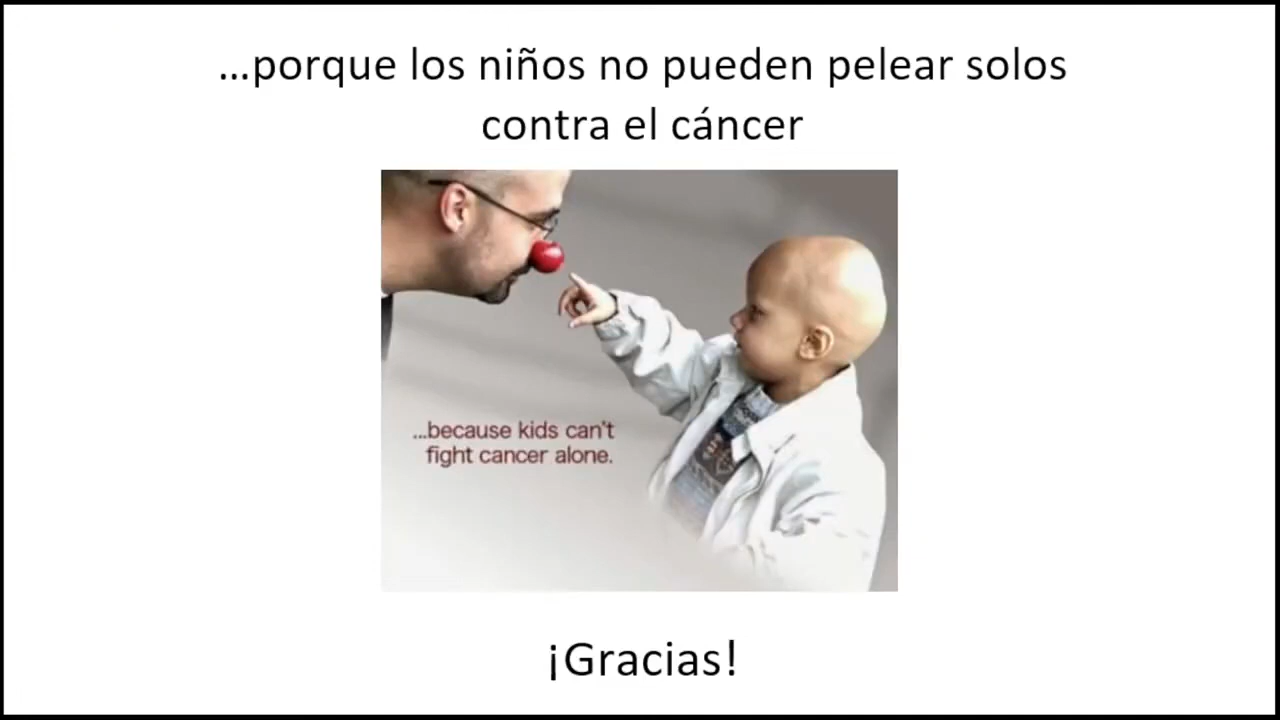 ...porque los niños no pueden pelear solos
contra el cáncer
...because kids can't
fight cancer alone.
¡Gracias!